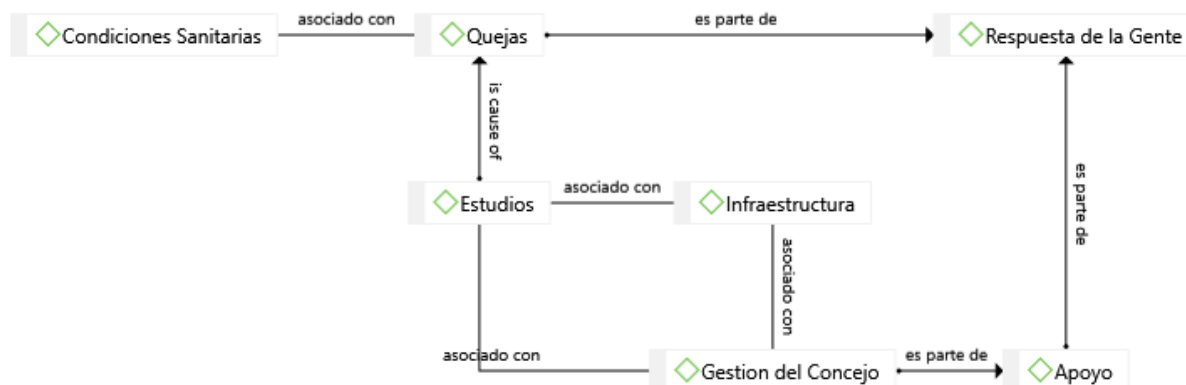 asociado con
es parte de
Condiciones Sanitarias
Quejas
Respuesta de la Gente
is cause of
es parte de
asociado con
Estudios
Infraestructura
asociado con
asociado con
es parte de
Gestion del Concejo
Apoyo